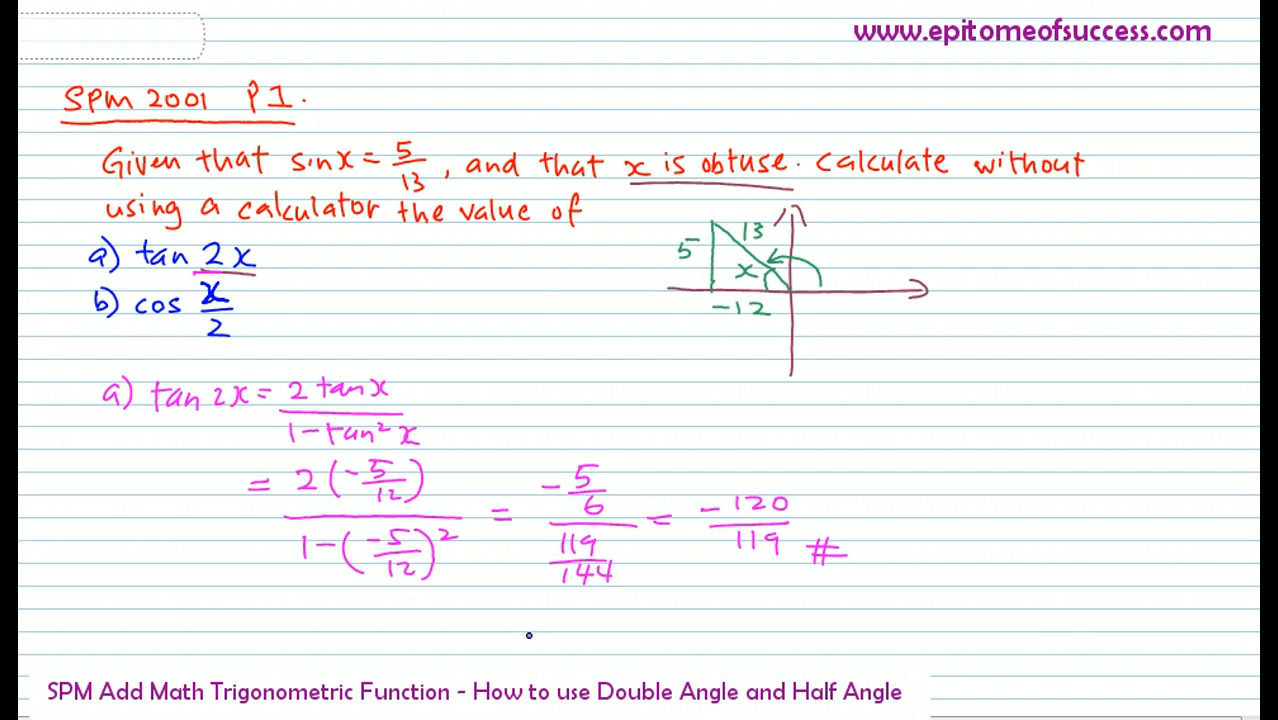 www.epitomeofsuccess.com
SPM 2001 P1.
Given that sinx = 5/13, and that x is obtuse. Calculate without
using a calculator the value of
a) tan 2x
b) cos x/2
5
13
x
-12
a) tan 2x = 2 tanx / 1 - tan² x
= 2(-5/12) / 1-(-5/12)² = -5/6 / 119/144 = -120/119 #
SPM Add Math Trigonometric Function - How to use Double Angle and Half Angle